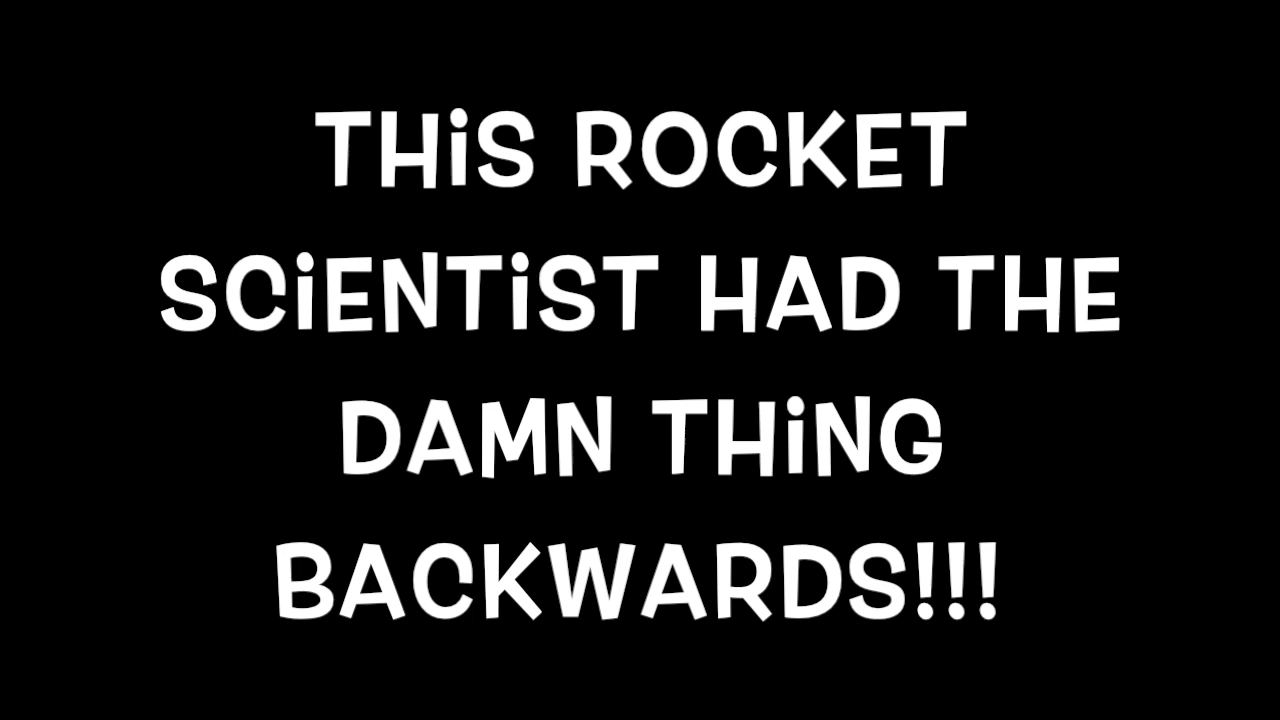 THiS ROCKET
SCiENTiST HAD THE
DAMN THiNG
BACKWARDS!!!